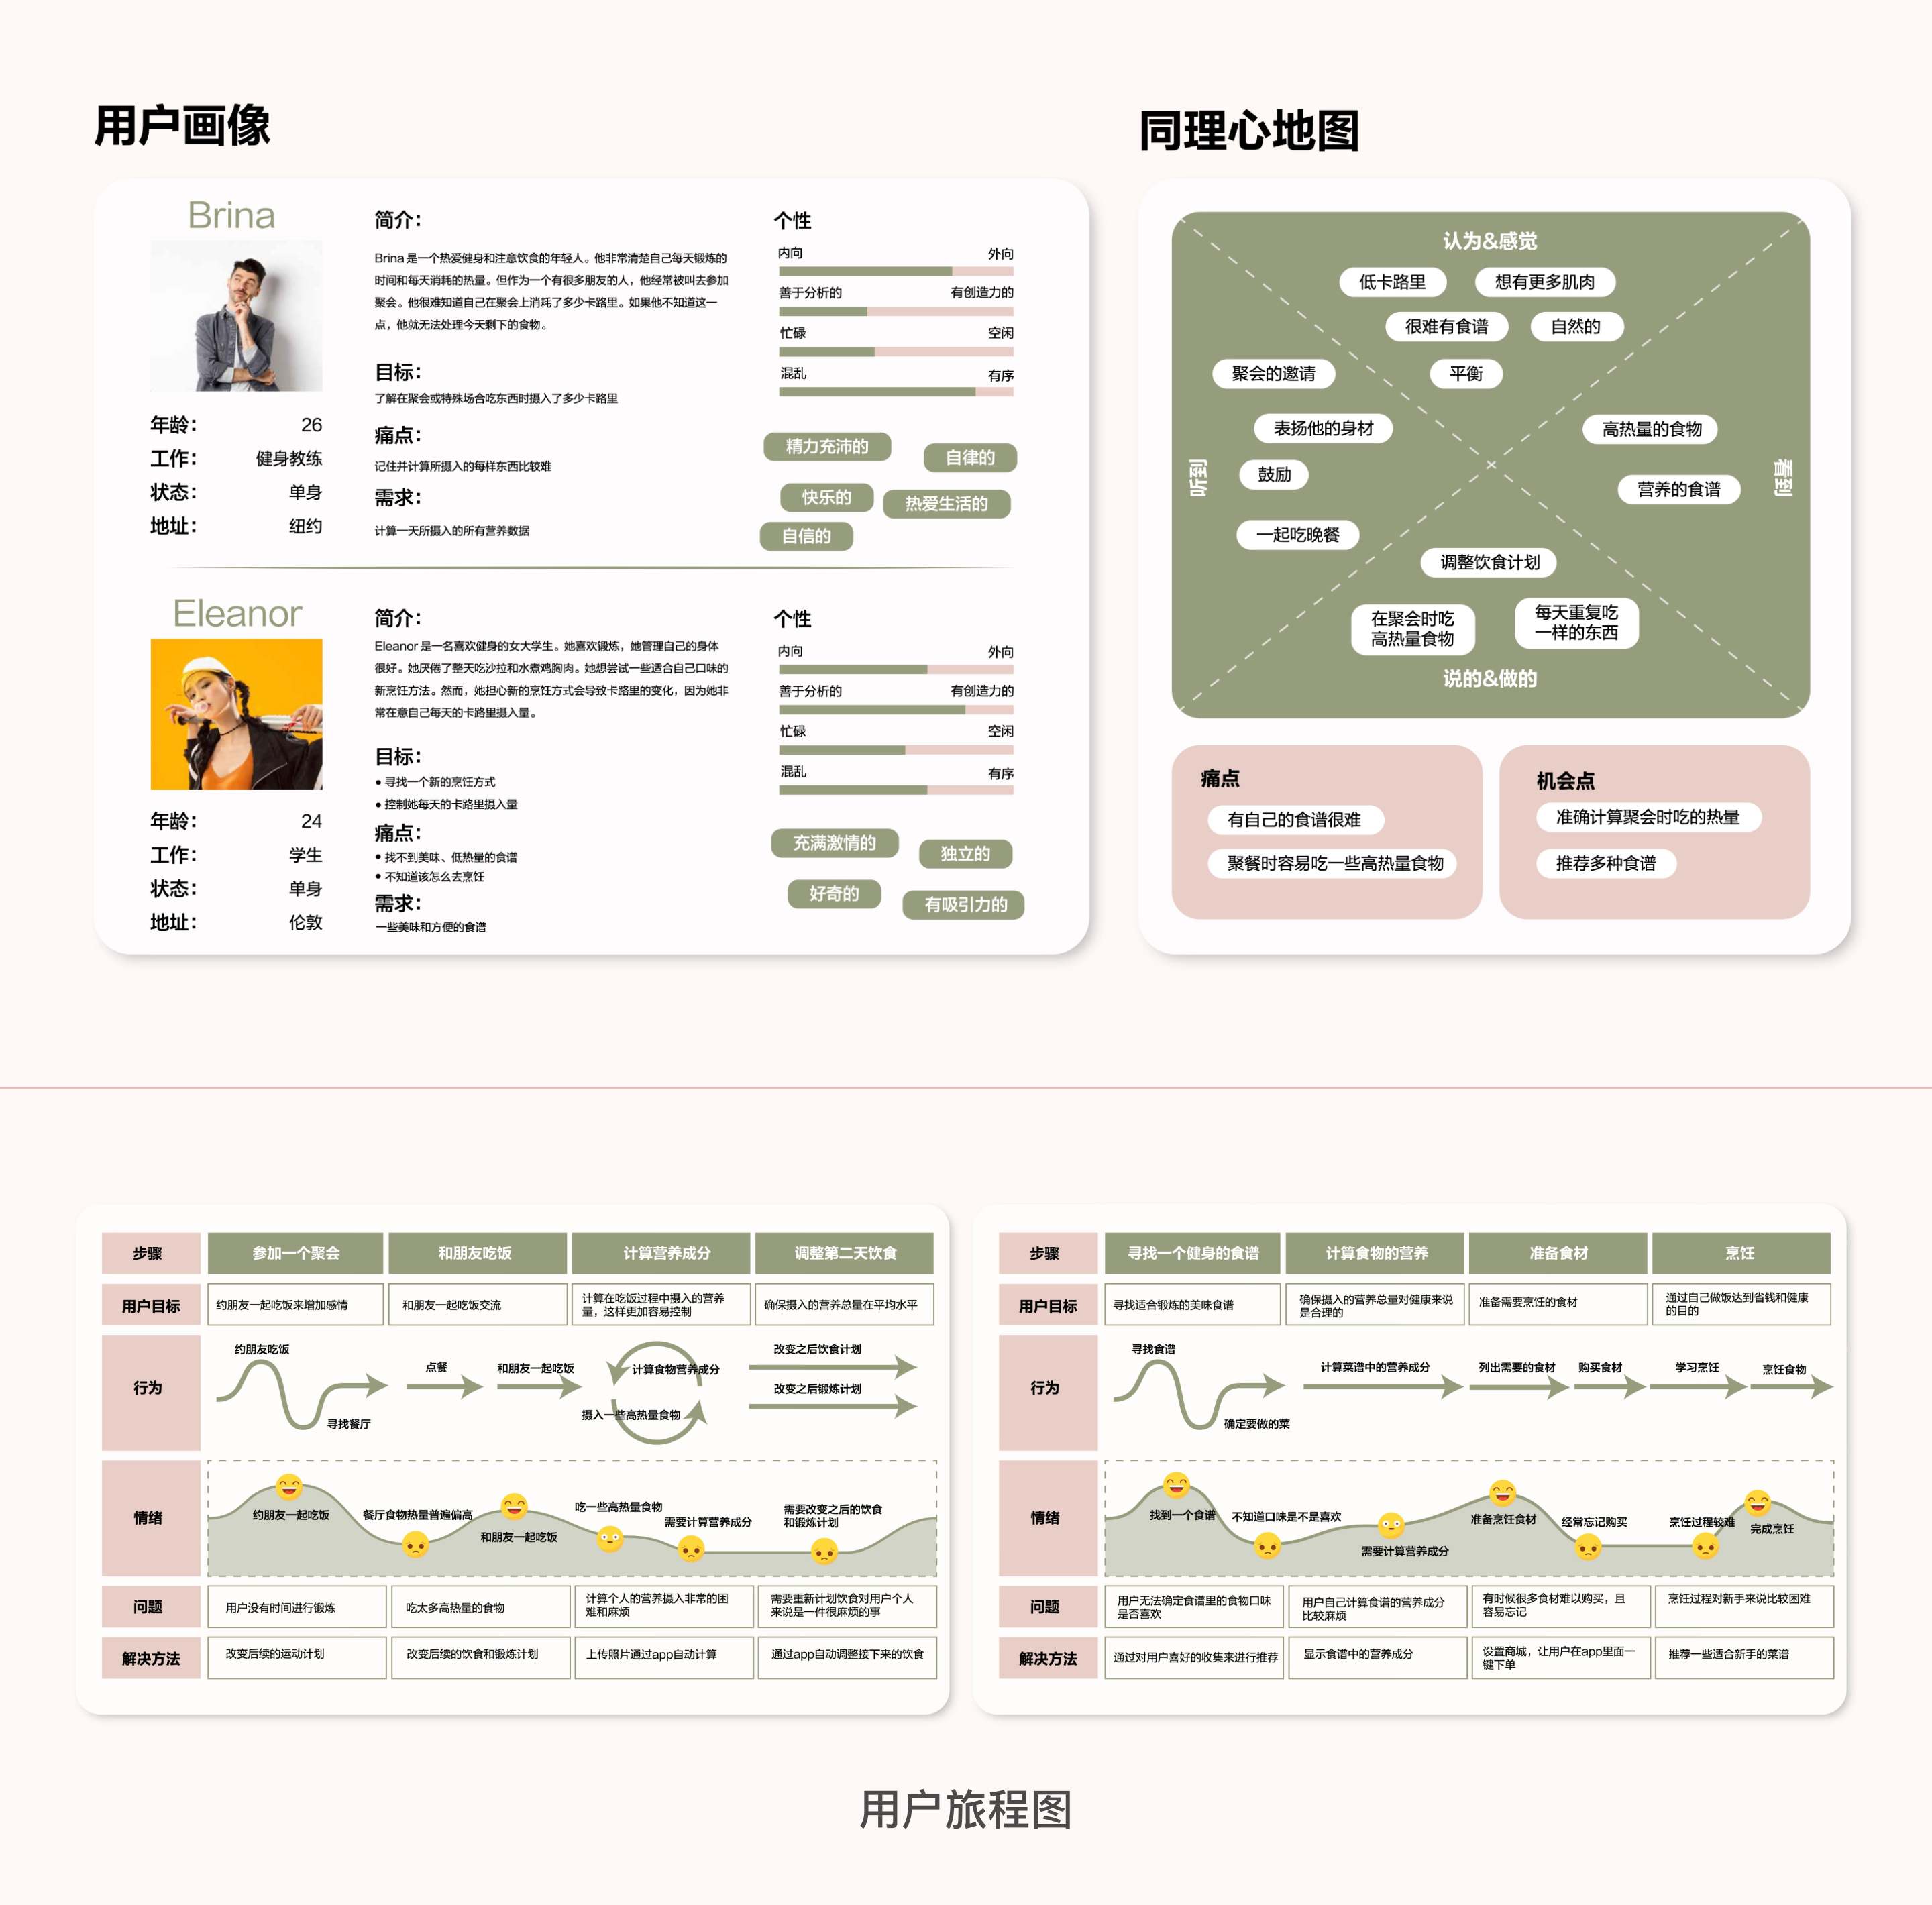 用户画像
Brina
年龄： 26
工作： 健身教练
状态： 单身
地址： 纽约
简介：
Brina 是一个热爱健身和注意饮食的年轻人。他非常清楚自己每天锻炼的
时间和每天消耗的热量。但作为一个有很多朋友的人，他经常被叫去参加
聚会。他很难知道自己在聚会上消耗了多少卡路里。如果他不知道这一
点，他就无法处理今天剩下的食物。
目标：
了解在聚会或特殊场合吃东西时摄入了多少卡路里
痛点：
记住并计算所摄入的每样东西比较难
需求：
计算一天所摄入的所有营养数据
个性
内向 外向
善于分析的 有创造力的
忙碌 空闲
混乱 有序
精力充沛的
自律的
快乐的
热爱生活的
自信的
Eleanor
年龄： 24
工作： 学生
状态： 单身
地址： 伦敦
简介：
Eleanor 是一名喜欢健身的女大学生。她喜欢锻炼，她管理自己的身体
很好。她厌倦了整天吃沙拉和水煮鸡胸肉。她想尝试一些适合自己口味的
新烹饪方法。然而，她担心新的烹饪方式会导致卡路里的变化，因为她非
常在意自己每天的卡路里摄入量。
目标：
• 寻找一个新的烹饪方式
• 控制她每天的卡路里摄入量
痛点：
• 找不到美味、低热量的食谱
• 不知道该怎么去烹饪
需求：
一些美味和方便的食谱
个性
内向 外向
善于分析的 有创造力的
忙碌 空闲
混乱 有序
充满激情的
独立的
好奇的
有吸引力的
同理心地图
认为&感觉
低卡路里
想有更多肌肉
很难有食谱
自然的
平衡
听到
聚会的邀请
表扬他的身材
鼓励
一起吃晚餐
看到
高热量的食物
营养的食谱
调整饮食计划
在聚会时吃
高热量食物
每天重复吃
一样的东西
说的&做的
痛点
有自己的食谱很难
聚餐时容易吃一些高热量食物
机会点
准确计算聚会时吃的热量
推荐多种食谱
步骤
参加一个聚会
和朋友吃饭
计算营养成分
调整第二天饮食
用户目标
约朋友一起吃饭来增加感情
和朋友一起吃饭交流
计算在吃饭过程中摄入的营养
量，这样更加容易控制
确保摄入的营养总量在平均水平
行为
约朋友吃饭
寻找餐厅
点餐
和朋友一起吃饭
计算食物营养成分
摄入一些高热量食物
改变之后饮食计划
改变之后锻炼计划
情绪
约朋友一起吃饭
餐厅食物热量普遍偏高
和朋友一起吃饭
吃一些高热量食物
需要计算营养成分
需要改变之后的饮食
和锻炼计划
问题
用户没有时间进行锻炼
吃太多高热量的食物
计算个人的营养摄入非常的困
难和麻烦
需要重新计划饮食对用户个人
来说是一件很麻烦的事
解决方法
改变后续的运动计划
改变后续的饮食和锻炼计划
上传照片通过app自动计算
通过app自动调整接下来的饮食
步骤
寻找一个健身的食谱
计算食物的营养
准备食材
烹饪
用户目标
寻找适合锻炼的美味食谱
确保摄入的营养总量对健康来说
是合理的
准备需要烹饪的食材
通过自己做饭达到省钱和健康
的目的
行为
寻找食谱
确定要做的菜
计算菜谱中的营养成分
列出需要的食材
购买食材
学习烹饪
烹饪食物
情绪
找到一个食谱
不知道口味是不是喜欢
需要计算营养成分
准备烹饪食材
经常忘记购买
烹饪过程较难
完成烹饪
问题
用户无法确定食谱里的食物口味
是否喜欢
用户自己计算食谱的营养成分
比较麻烦
有时候很多食材难以购买，且
容易忘记
烹饪过程对新手来说比较困难
解决方法
通过对用户喜好的收集来进行推荐
显示食谱中的营养成分
设置商城，让用户在app里面一
键下单
推荐一些适合新手的菜谱
用户旅程图